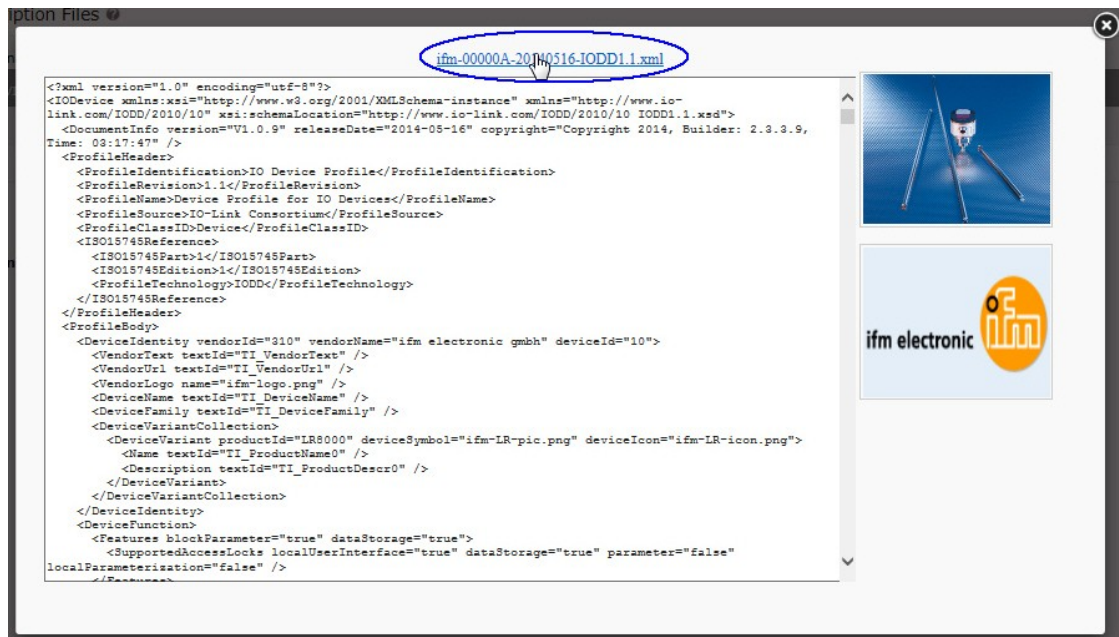 ption Files
ifm-00000A-20140516-IODD1.1.xml
<?xml version="1.0" encoding="utf-8"?>
<IODevice xmlns:xsi="http://www.w3.org/2001/XMLSchema-instance" xmlns="http://www.io-
link.com/IODD/2010/10" xsi:schemaLocation="http://www.io-link.com/IODD/2010/10 IODD1.1.xsd">
<DocumentInfo version="V1.0.9" releaseDate="2014-05-16" copyright="Copyright 2014, Builder: 2.3.3.9,
Time: 03:17:47" />
<ProfileHeader>
<ProfileIdentification>IO Device Profile</ProfileIdentification>
<ProfileRevision>1.1</ProfileRevision>
<ProfileName>Device Profile for IO Devices</ProfileName>
<ProfileSource>IO-Link Consortium</ProfileSource>
<ProfileClassID>Device</ProfileClassID>
<ISO15745Reference>
<ISO15745Part>1</ISO15745Part>
<ISO15745Edition>1</ISO15745Edition>
<ProfileTechnology>IODD</ProfileTechnology>
</ISO15745Reference>
</ProfileHeader>
<ProfileBody>
<DeviceIdentity vendorId="310" vendorName="ifm electronic gmbh" deviceId="10">
<VendorText textId="TI_VendorText" />
<VendorUrl textId="TI_VendorUrl" />
<VendorLogo name="ifm-logo.png" />
<DeviceName textId="TI_DeviceName" />
<DeviceFamily textId="TI_DeviceFamily" />
<DeviceVariantCollection>
<DeviceVariant productId="LR8000" deviceSymbol="ifm-LR-pic.png" deviceIcon="ifm-LR-icon.png">
<Name textId="TI_ProductName0" />
<Description textId="TI_ProductDescr0" />
</DeviceVariant>
</DeviceVariantCollection>
</DeviceIdentity>
<DeviceFunction>
<Features blockParameter="true" dataStorage="true">
<SupportedAccessLocks localUserInterface="true" dataStorage="true" parameter="false"
localParameterization="false" />
</Features>
ifm electronic
ifm